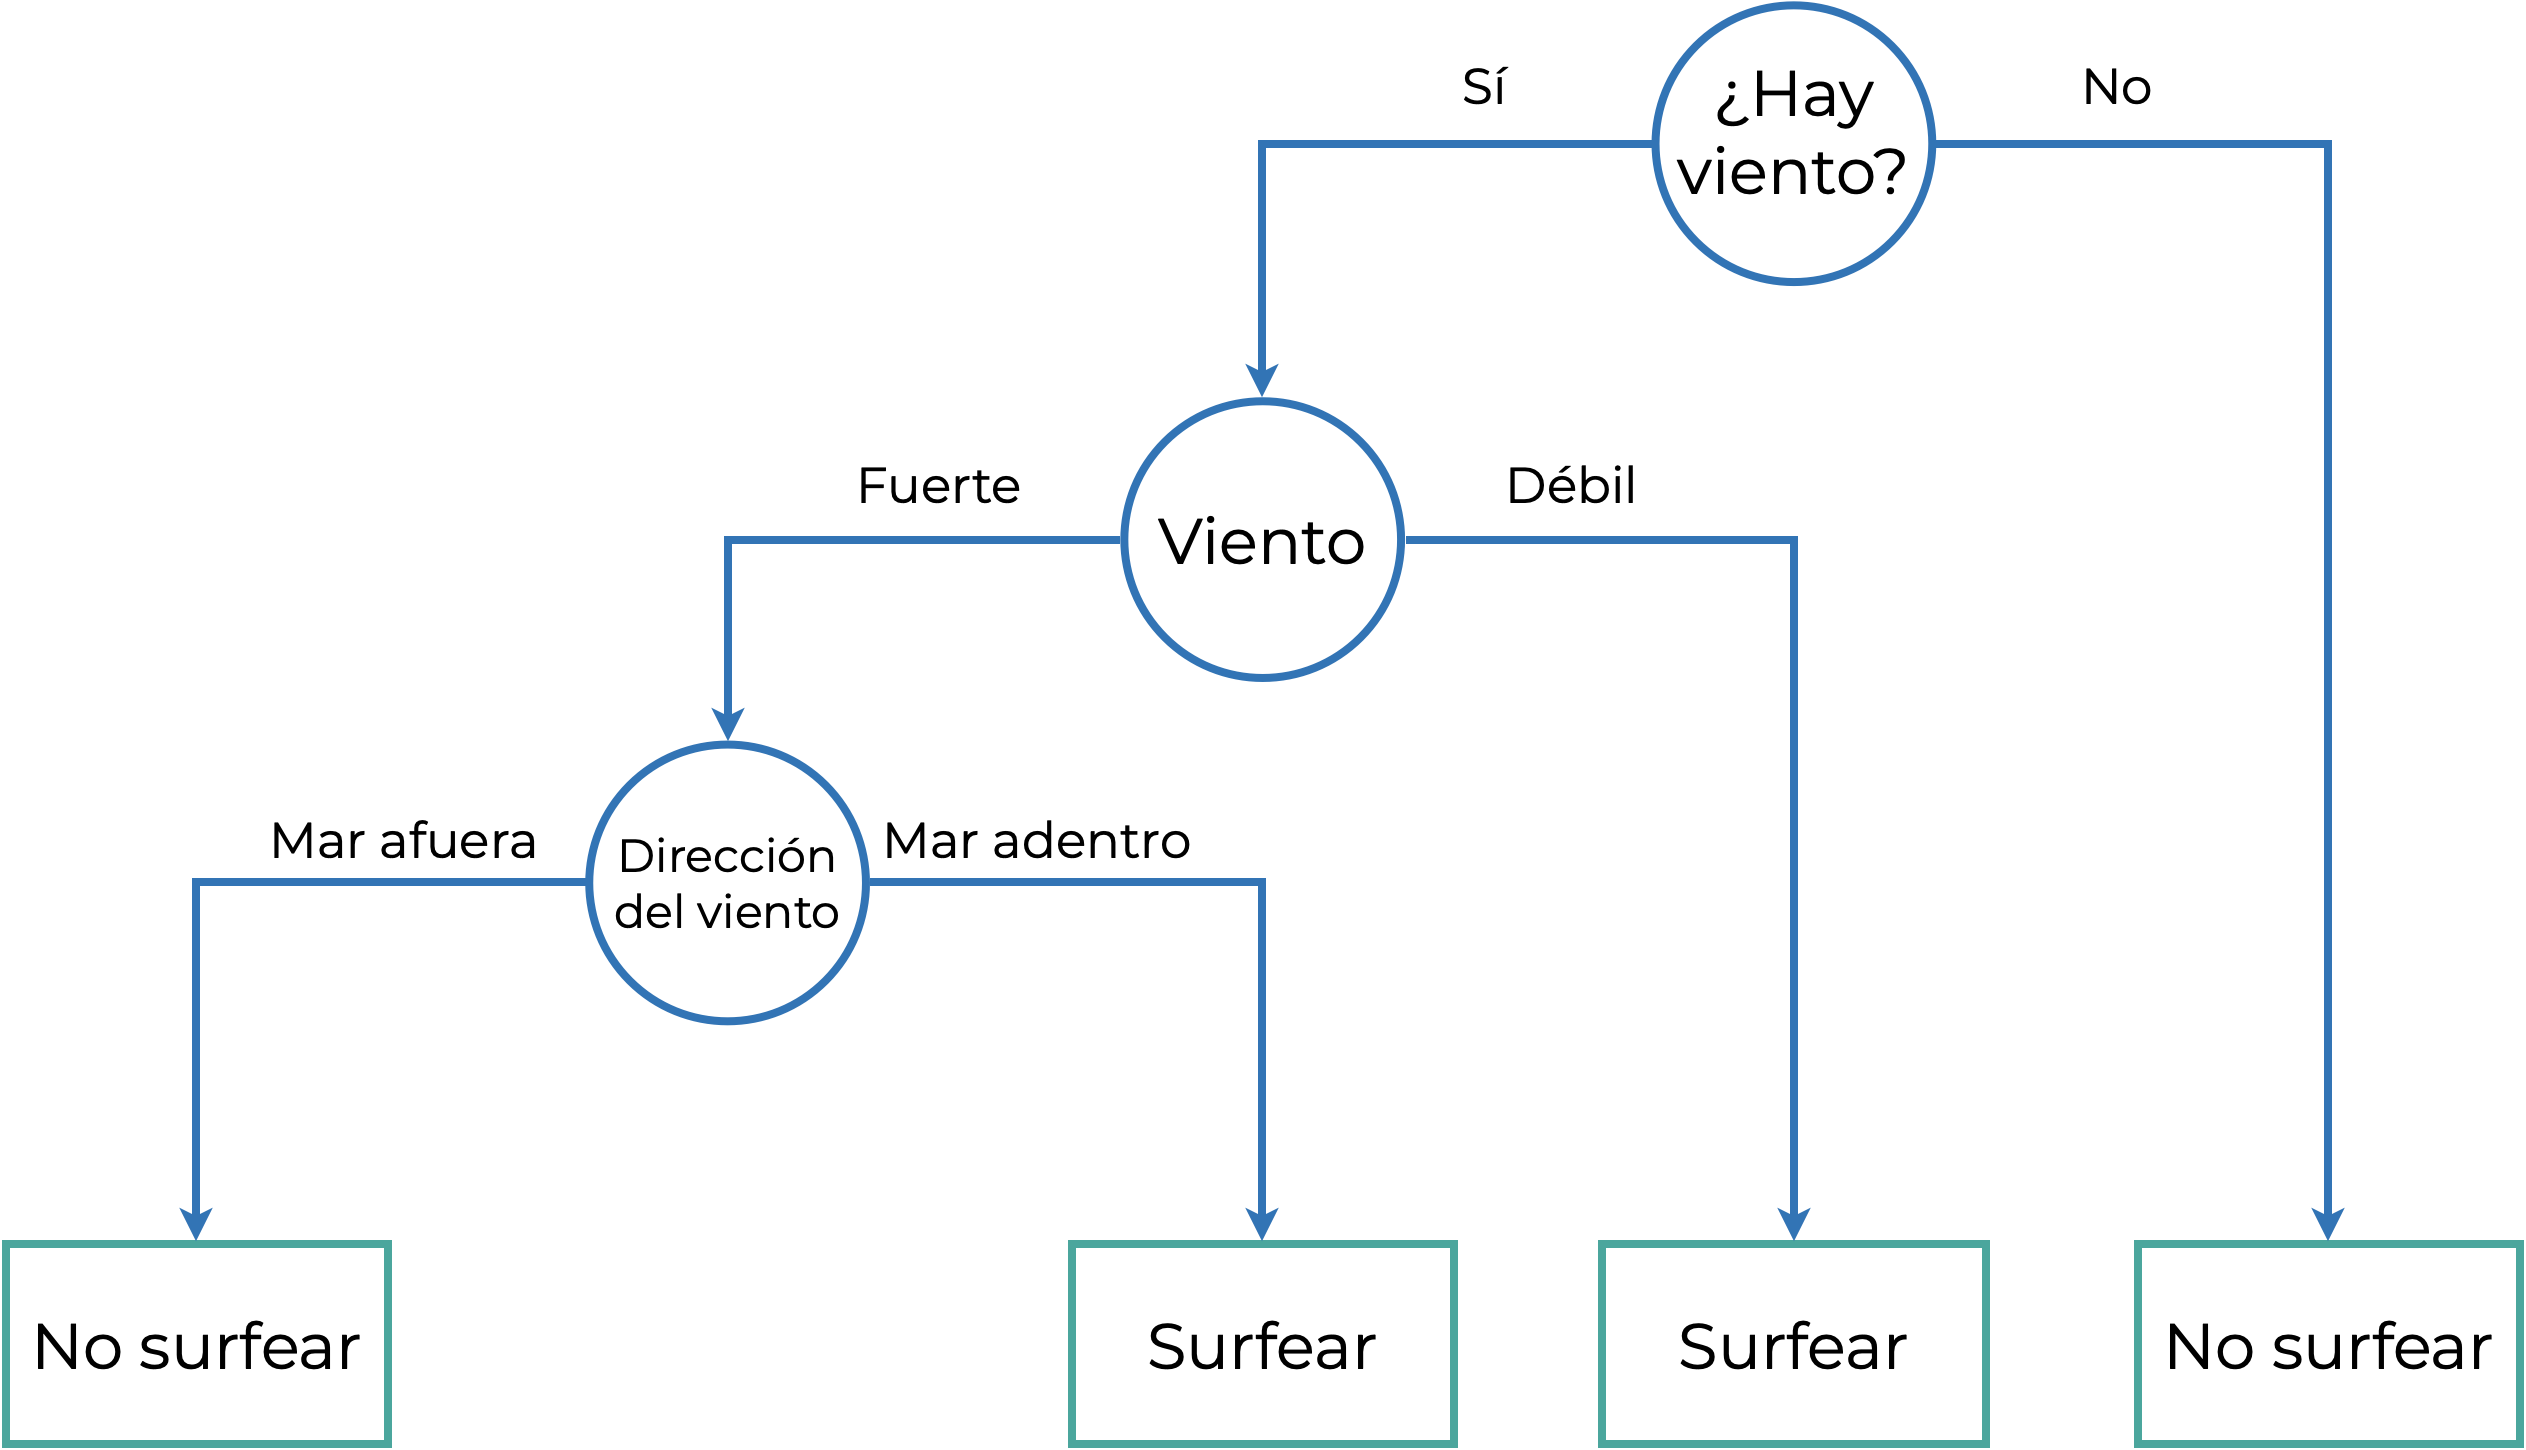 Sí
¿Hay
viento?
No
Fuerte
Viento
Débil
Mar afuera
Dirección
del viento
Mar adentro
No surfear
Surfear
Surfear
No surfear